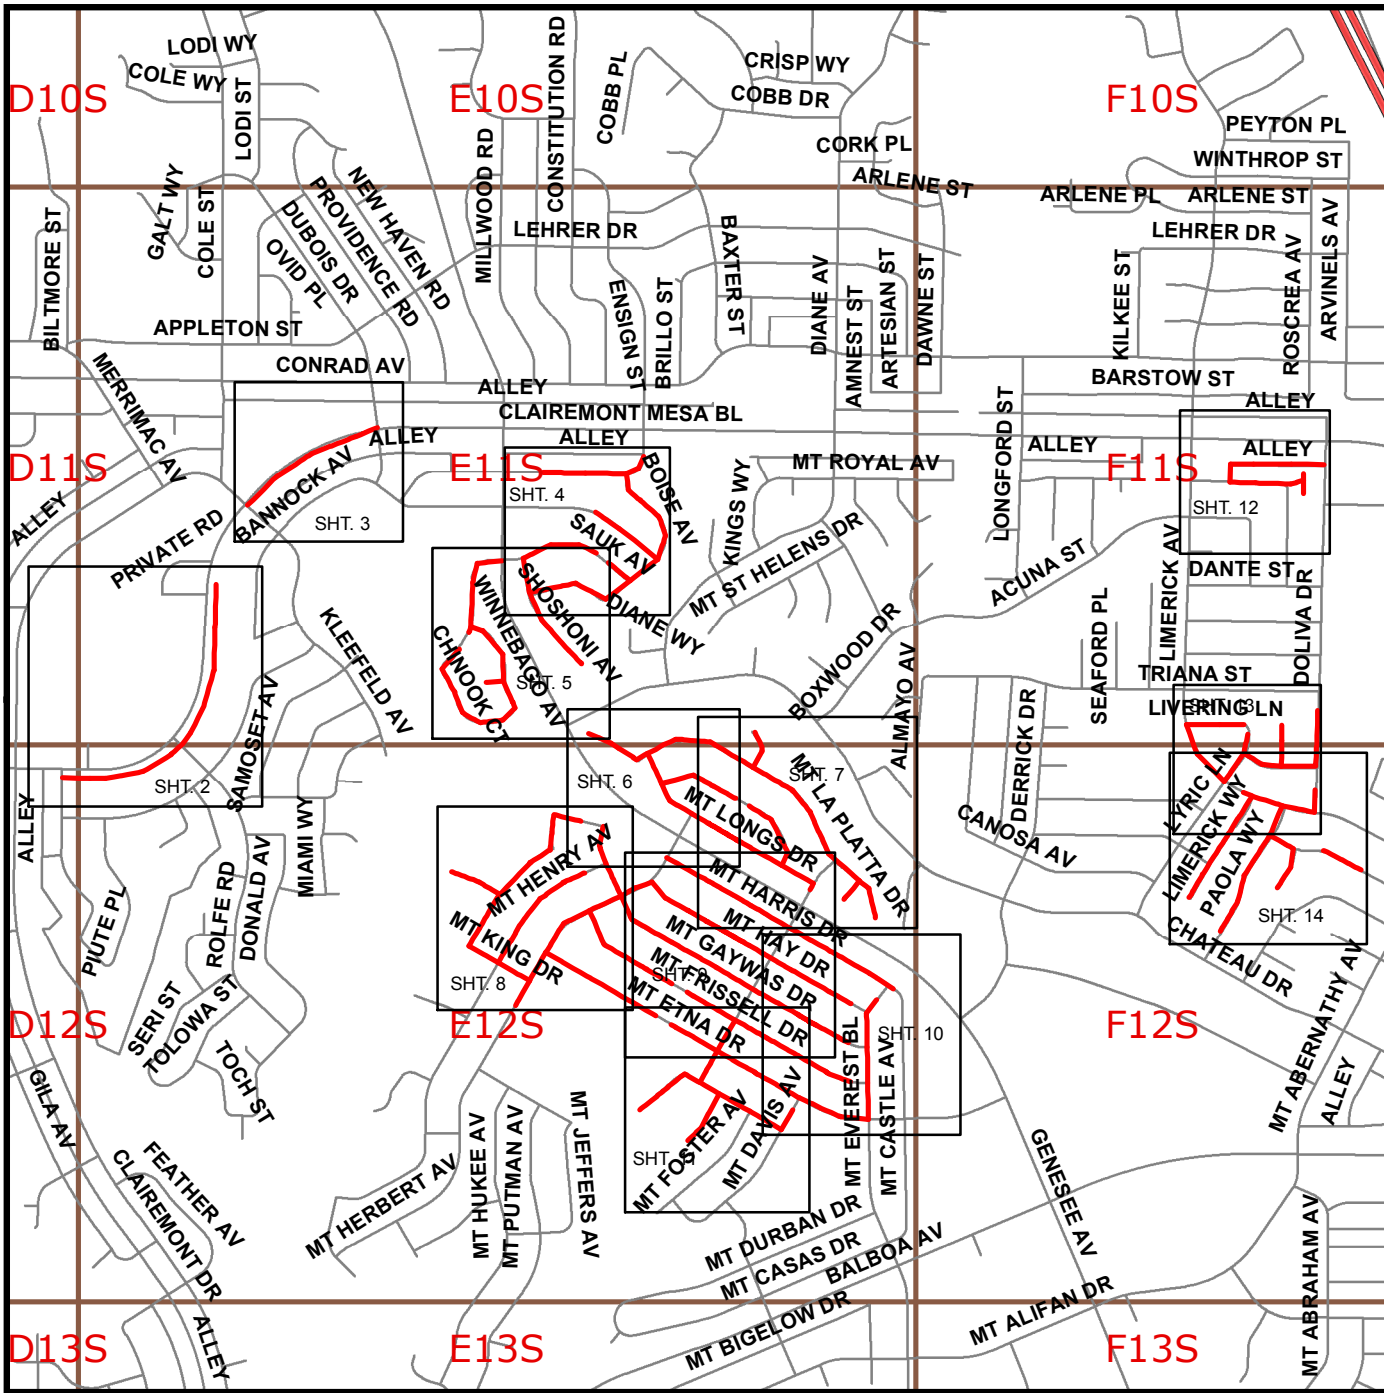 LODI WY
COLE WY
LODI ST
D10S
E10S
F10S
CONSTITUTION RD
COBB PL
CRISP WY
COBB DR
PEYTON PL
WINTHROP ST
CORK PL
ARLENE ST
ARLENE PL
ARLENE ST
MILLWOOD RD
NEW HAVEN RD
PROVIDENCE RD
DUBOIS DR
OVID PL
GALT WY
COLE ST
BILTMORE ST
LEHRER DR
LEHRER DR
BAXTER ST
DIANE AV
AMNEST ST
ARTESIAN ST
DAWNE ST
KILKEE ST
ROSCREA AV
ARVINELS AV
ENSIGN ST
BRILLO ST
APPLETON ST
CONRAD AV
MERRIMAC AV
ALLEY
CLAIREMONT MESA BL
BARSTOW ST
ALLEY
ALLEY
ALLEY
ALLEY
ALLEY
LONGFORD ST
D11S
E11S
F11S
MT ROYAL AV
BANNOCK AV
SHT. 3
SHT. 4
SHT. 12
BOISE AV
SAUK AV
KINGS WY
MT ST HELENS DR
ALLEY
PRIVATE RD
ACUNA ST
LIMERICK AV
DANTE ST
DOLIVA DR
SEAFORD PL
SHOSHONI AV
WINNEBAGO AV
DIANE WY
CHINOOK CT
SHT. 5
KLEEFELD AV
SAMOSET AV
BOXWOOD DR
ALMAYO AV
DERRICK DR
TRIANA ST
LIVERING LN
SHT. 13
SHT. 2
SHT. 6
SHT. 7
MT LA PLATTA DR
MT LONGS DR
LYRIC LN
LIMERICK WY
PAOLA WY
CANOSA AV
ALLEY
MIAMI WY
DONALD AV
ROLFE RD
PIUTE PL
MT HENRY AV
MT KING DR
MT HARRIS DR
MT HAY DR
MT GAYWAS DR
MT FRISSELL DR
MT ETNA DR
SHT. 8
SHT. 9
SHT. 10
SHT. 14
CHATEAU DR
MT ABERNATHY AV
ALLEY
SERI ST
TOLOWA ST
TOCH ST
E12S
D12S
F12S
MT EVEREST BL
MT CASTLE AV
GILA AV
FEATHER AV
CLAIREMONT DR
ALLEY
MT HERBERT AV
MT HUKEE AV
MT PUTMAN AV
MT JEFFERS AV
MT FOSTER AV
MT DAVIS AV
SHT.
GENESEE AV
MT DURBAN DR
MT CASAS DR
BALBOA AV
MT BIGELOW DR
MT ALIFAN DR
MT ABRAHAM AV
D13S
E13S
F13S